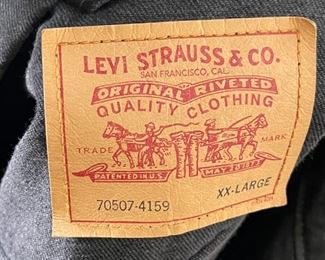 LEVI STRAUSS & CO.
SAN FRANCISCO, CAL.
ORIGINAL RIVETED
QUALITY CLOTHING
TRADE MARK
PATENTED IN U.S. MAY 20 1873
70507-4159 XX-LARGE